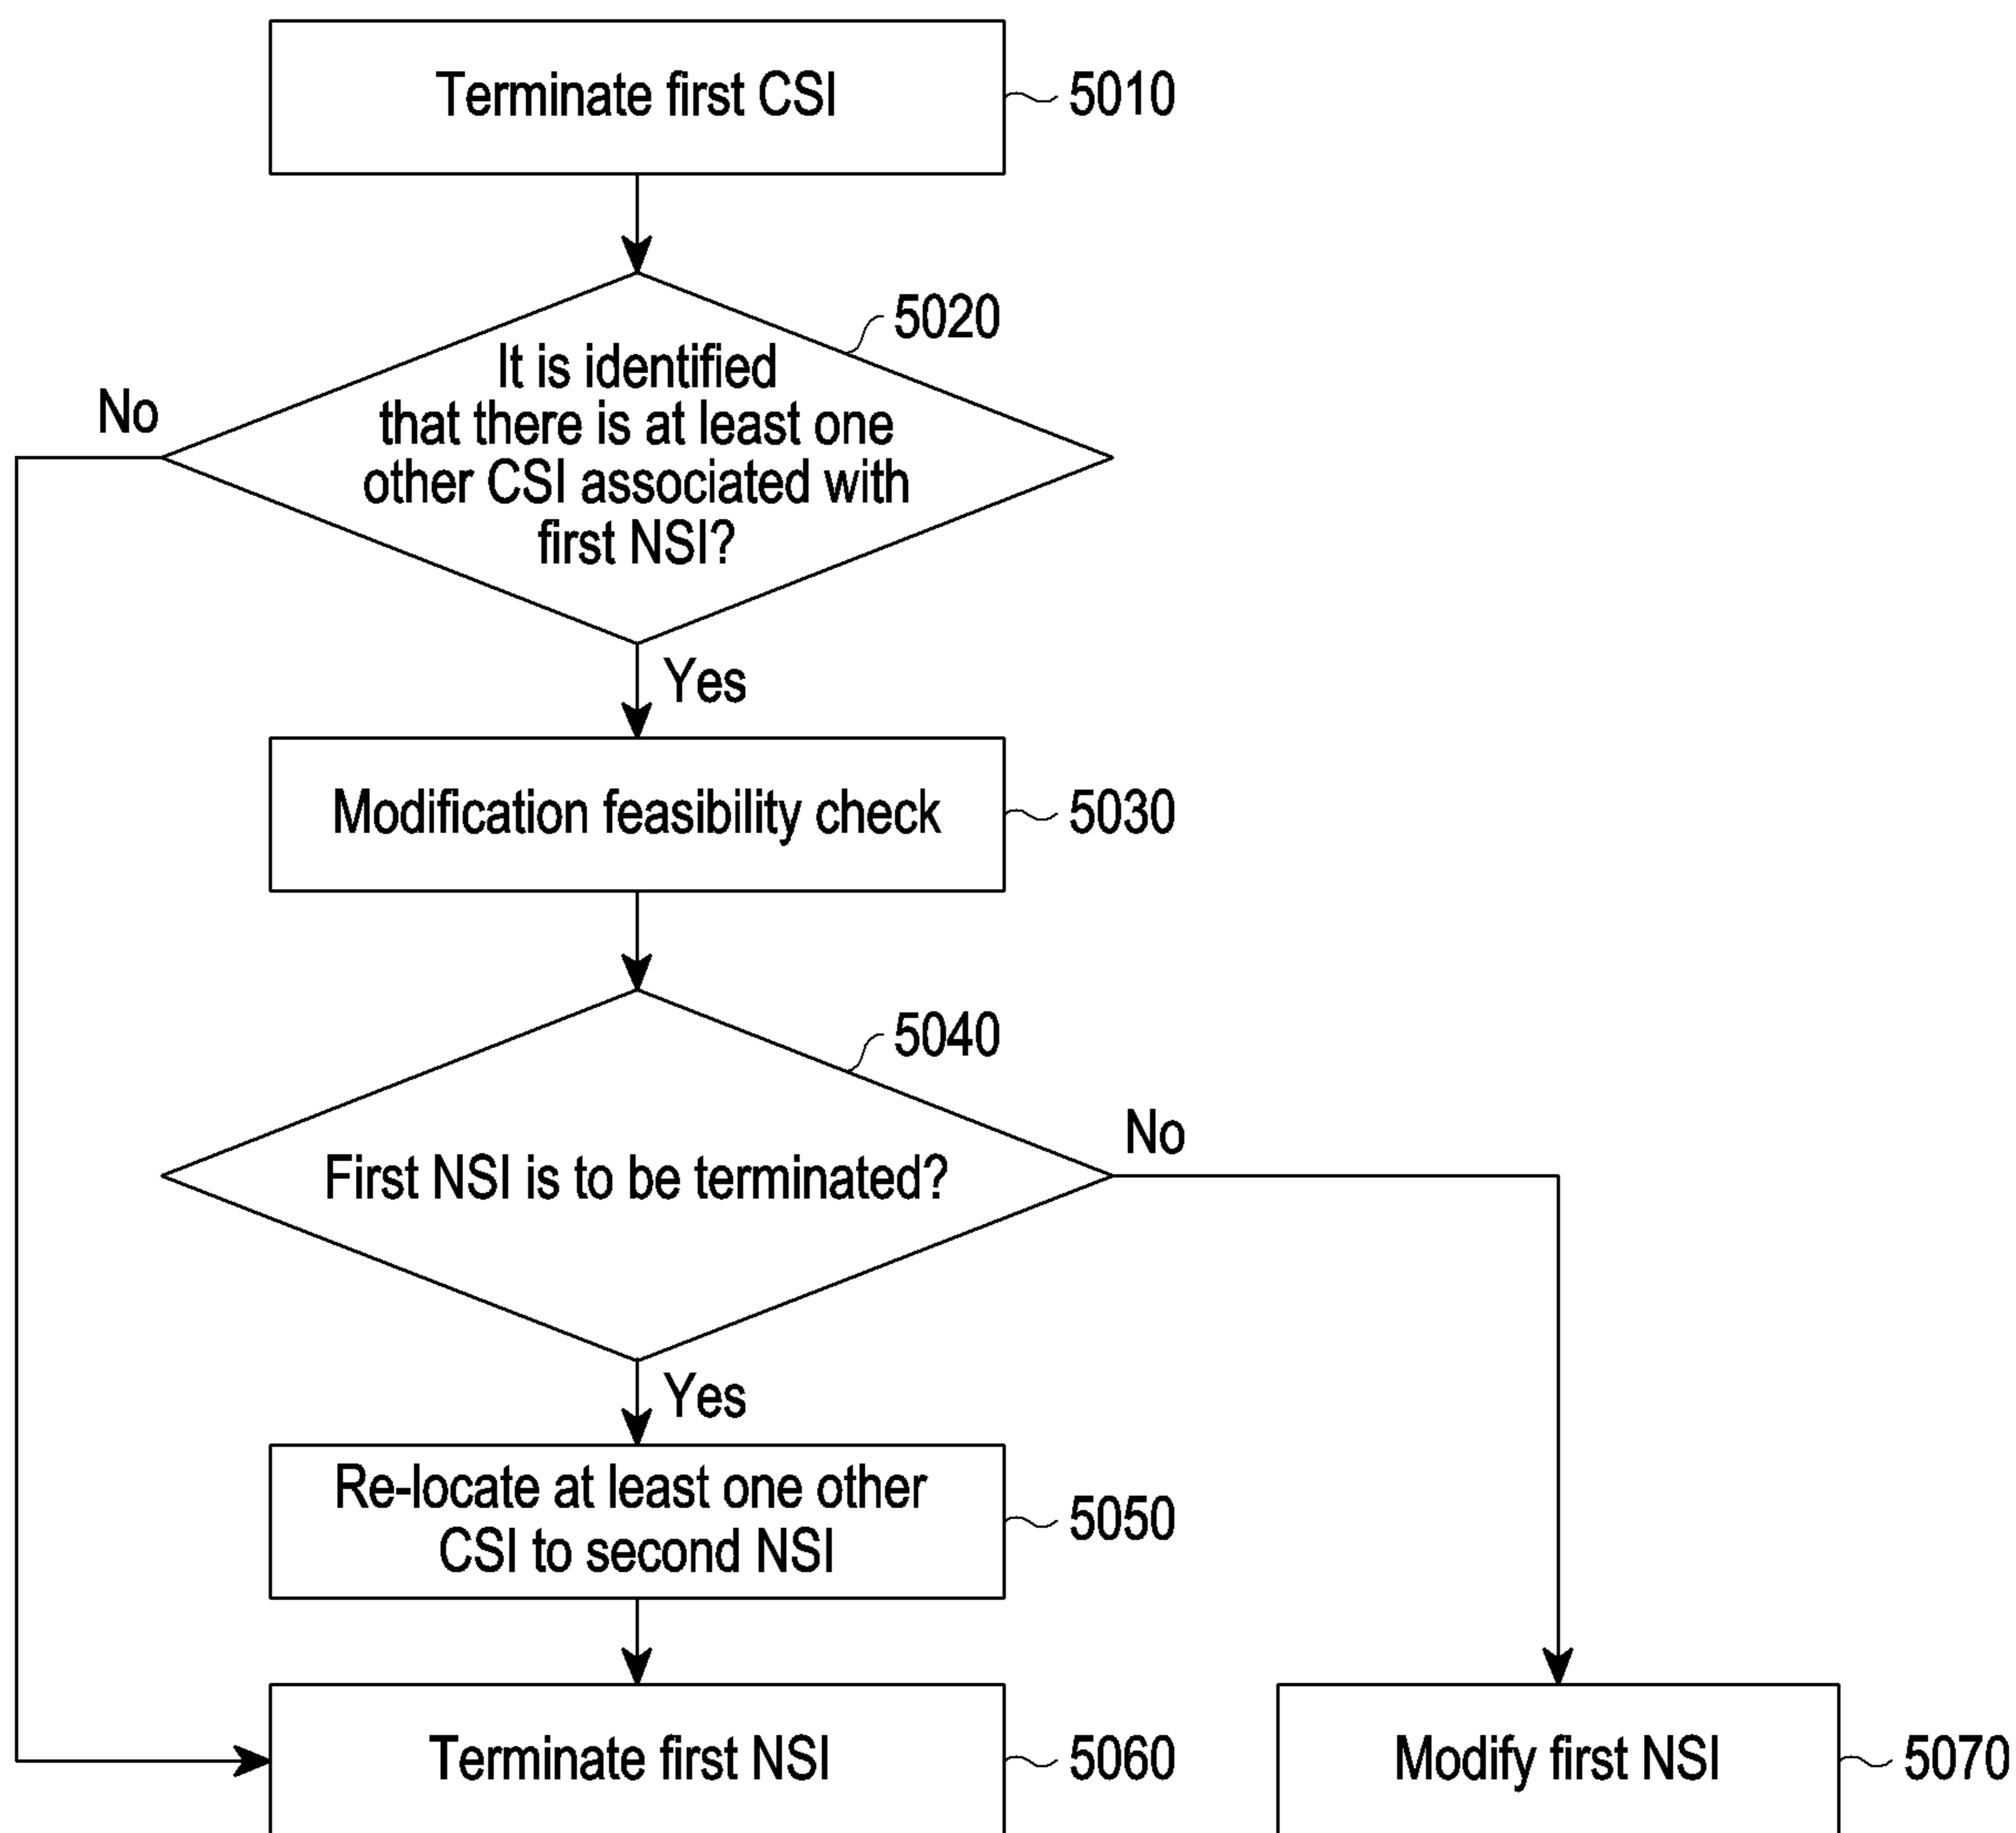 Terminate first CSI
5010
5020
It is identified
that there is at least one
other CSI associated with
first NSI?
No
Yes
Modification feasibility check
5030
5040
First NSI is to be terminated?
No
Yes
Re-locate at least one other
CSI to second NSI
5050
Terminate first NSI
5060
Modify first NSI
5070